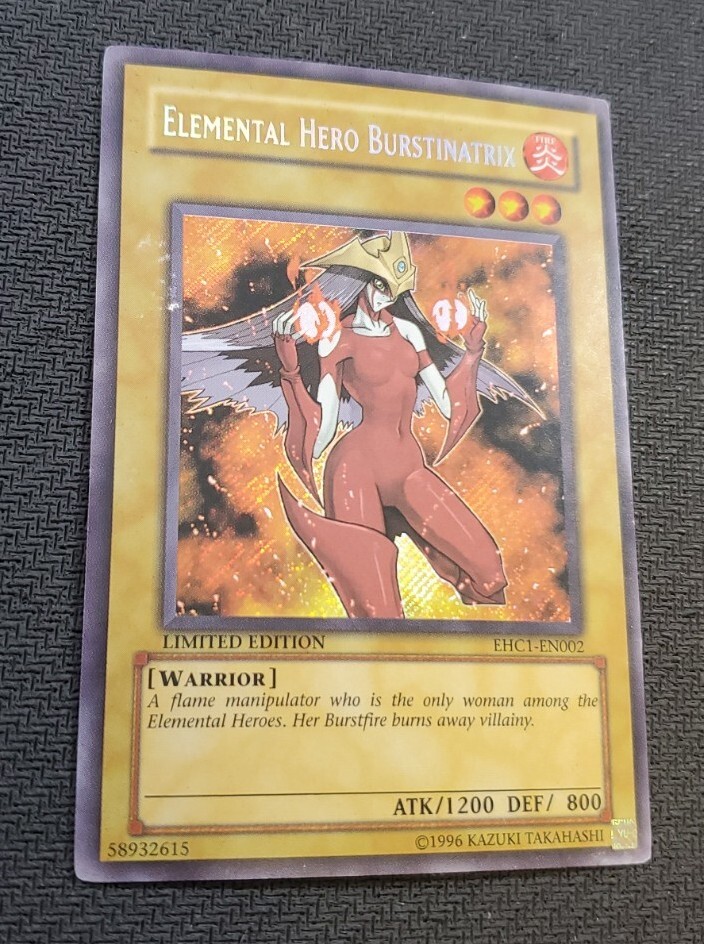 ELEMENTAL HERO BURSTINATRIX
FIRE
炎
LIMITED EDITION
EHC1-EN002
[WARRIOR]
A flame manipulator who is the only woman among the
Elemental Heroes. Her Burstfire burns away villainy.
ATK/1200 DEF/ 800
58932615
©1996 KAZUKI TAKAHASHI